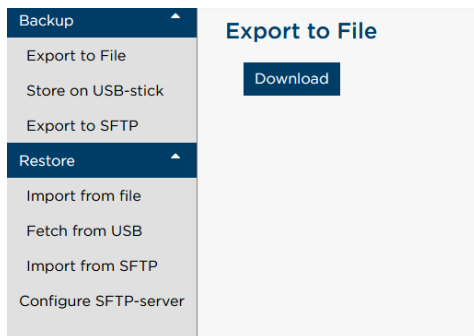 Backup
Export to File
Store on USB-stick
Export to SFTP
Restore
Import from file
Fetch from USB
Import from SFTP
Configure SFTP-server
Export to File
Download